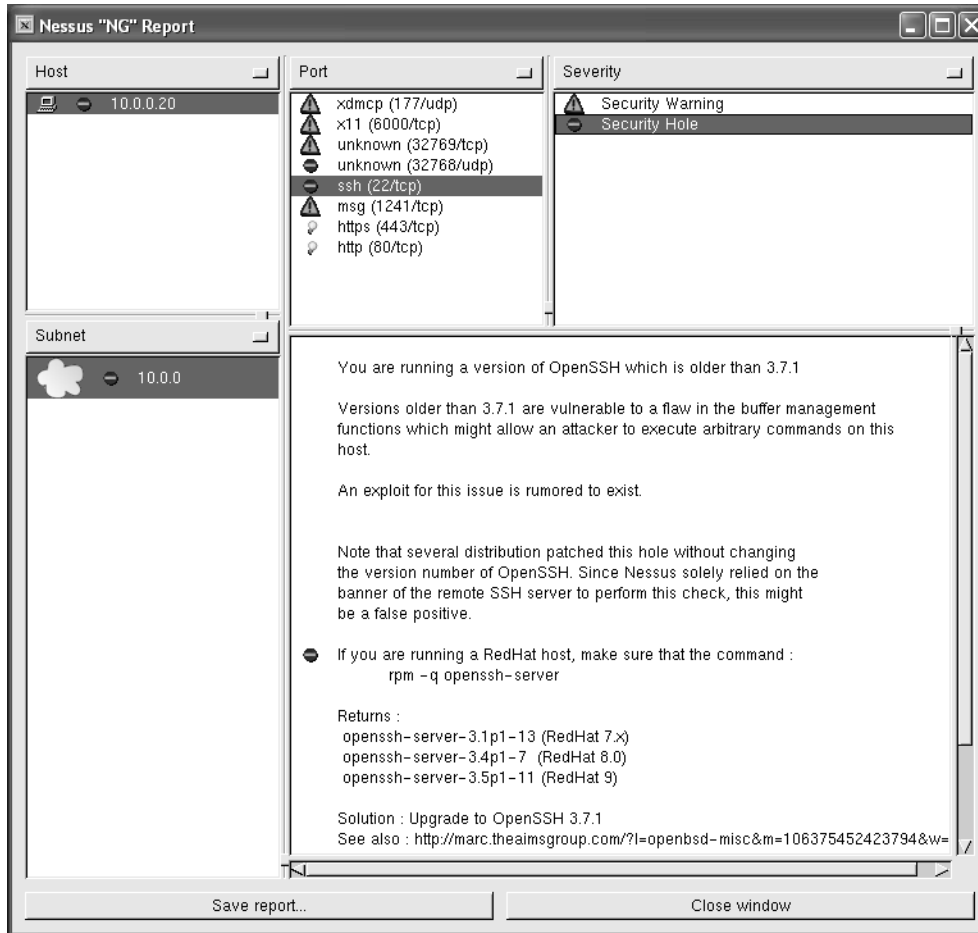 Nessus "NG" Report
Host
10.0.0.20
Port
xdmcp (177/udp)
x11 (6000/tcp)
unknown (32769/tcp)
unknown (32768/udp)
ssh (22/tcp)
msg (1241/tcp)
https (443/tcp)
http (80/tcp)
Severity
Security Warning
Security Hole
Subnet
10.0.0
You are running a version of OpenSSH which is older than 3.7.1
Versions older than 3.7.1 are vulnerable to a flaw in the buffer management
functions which might allow an attacker to execute arbitrary commands on this
host.
An exploit for this issue is rumored to exist.
Note that several distribution patched this hole without changing
the version number of OpenSSH. Since Nessus solely relied on the
banner of the remote SSH server to perform this check, this might
be a false positive.
If you are running a RedHat host, make sure that the command :
rpm -q openssh-server
Returns :
openssh-server-3.1p1-13 (RedHat 7.x)
openssh-server-3.4p1-7 (RedHat 8.0)
openssh-server-3.5p1-11 (RedHat 9)
Solution : Upgrade to OpenSSH 3.7.1
See also : http://marc.theaimsgroup.com/?l=openbsd-misc&m=106375452423794&w=
Save report...
Close window